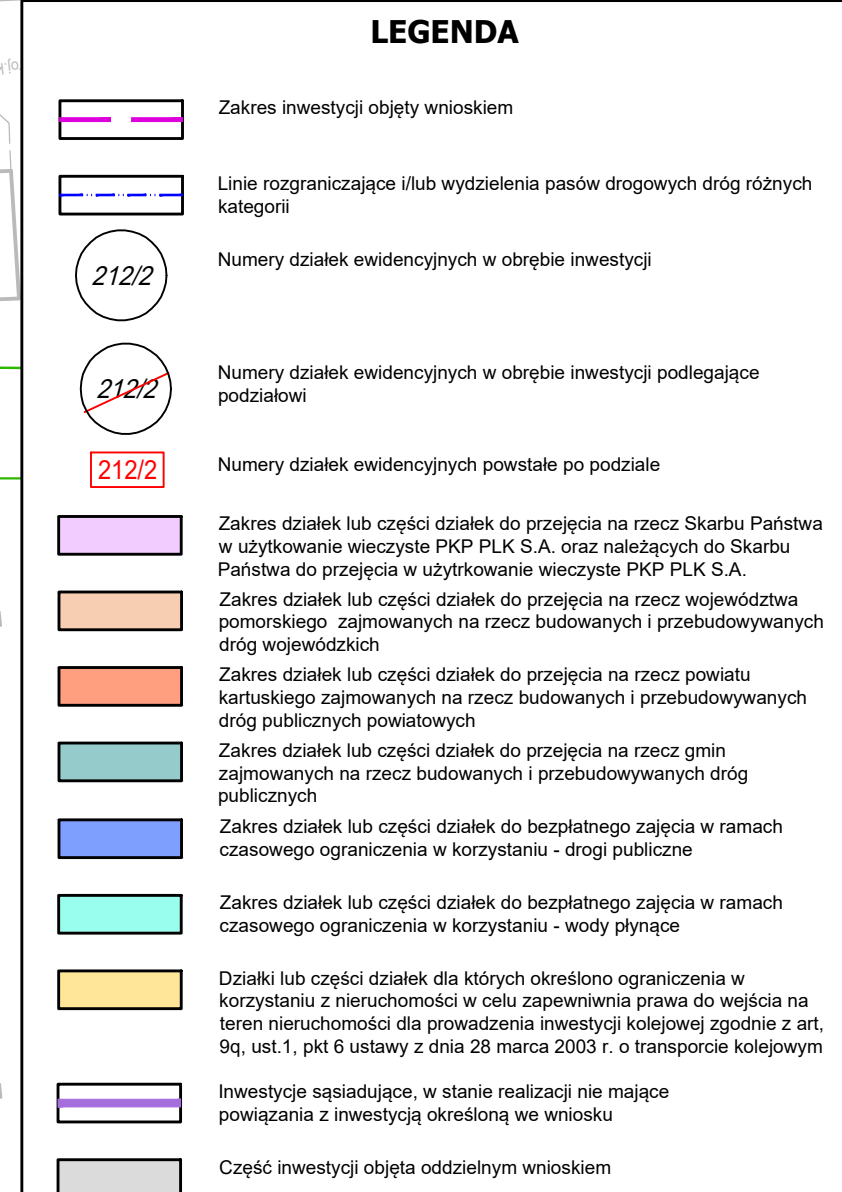 LEGENDA
Zakres inwestycji objęty wnioskiem
Linie rozgraniczające i/lub wydzielenia pasów drogowych dróg różnych
kategorii
212/2
Numery działek ewidencyjnych w obrębie inwestycji
212/2
Numery działek ewidencyjnych w obrębie inwestycji podlegające
podziałowi
212/2
Numery działek ewidencyjnych powstałe po podziale
Zakres działek lub części działek do przejęcia na rzecz Skarbu Państwa
w użytkowanie wieczyste PKP PLK S.A. oraz należących do Skarbu
Państwa do przejęcia w użytrkowanie wieczyste PKP PLK S.A.
Zakres działek lub części działek do przejęcia na rzecz województwa
pomorskiego zajmowanych na rzecz budowanych i przebudowywanych
dróg wojewódzkich
Zakres działek lub części działek do przejęcia na rzecz powiatu
kartuskiego zajmowanych na rzecz budowanych i przebudowywanych
dróg publicznych powiatowych
Zakres działek lub części działek do przejęcia na rzecz gmin
zajmowanych na rzecz budowanych i przebudowywanych dróg
publicznych
Zakres działek lub części działek do bezpłatnego zajęcia w ramach
czasowego ograniczenia w korzystaniu - drogi publiczne
Zakres działek lub części działek do bezpłatnego zajęcia w ramach
czasowego ograniczenia w korzystaniu - wody płynące
Działki lub części działek dla których określono ograniczenia w
korzystaniu z nieruchomości w celu zapewniwnia prawa do wejścia na
teren nieruchomości dla prowadzenia inwestycji kolejowej zgodnie z art,
9q, ust.1, pkt 6 ustawy z dnia 28 marca 2003 r. o transporcie kolejowym
Inwestycje sąsiadujące, w stanie realizacji nie mające
powiązania z inwestycją określoną we wniosku
Część inwestycji objęta oddzielnym wnioskiem